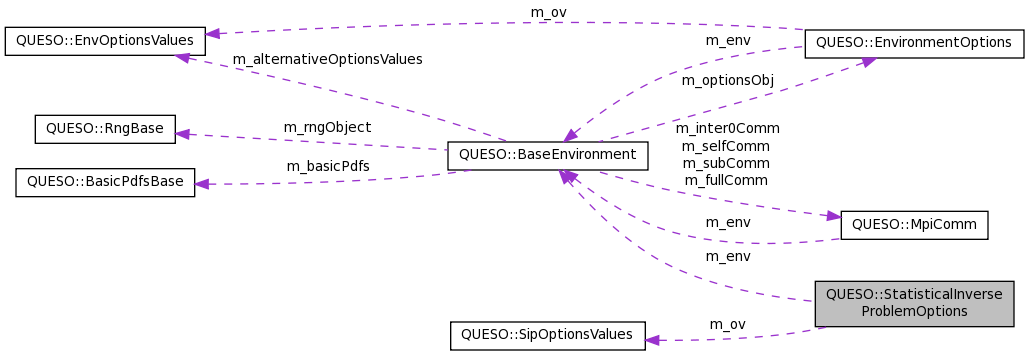 m_ov
QUESO::EnvOptionsValues
m_env
QUESO::EnvironmentOptions
m_alternativeOptionsValues
m_optionsObj
QUESO::RngBase
m_rngObject
m_inter0Comm
m_selfComm
m_subComm
m_fullComm
QUESO::BaseEnvironment
m_basicPdfs
QUESO::BasicPdfsBase
m_env
QUESO::MpiComm
m_env
QUESO::StatisticalInverse
ProblemOptions
m_ov
QUESO::SipOptionsValues